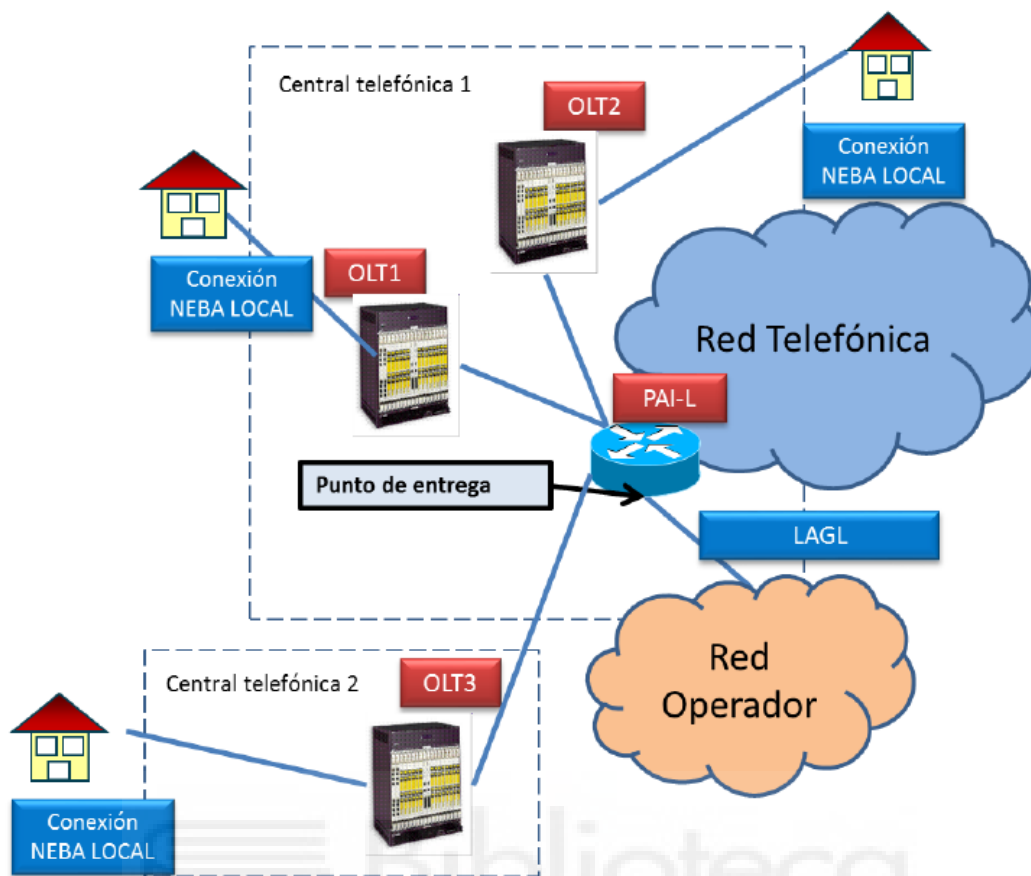 Central telefónica 1
OLT2
Conexión
NEBA LOCAL
OLT1
Conexión
NEBA LOCAL
Red Telefónica
PAI-L
Punto de entrega
LAGL
Red
Operador
Central telefónica 2
OLT3
Conexión
NEBA LOCAL
Biblioteca